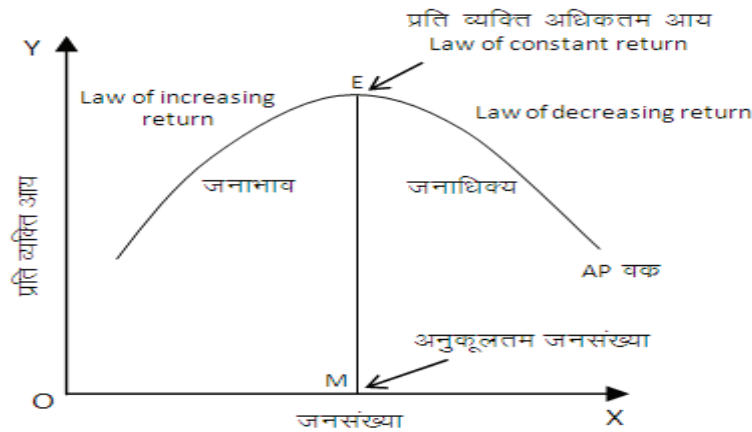 प्रति व्यक्ति अधिकतम आय
Law of constant return
Y
E
Law of increasing
return
Law of decreasing return
जनाभाव
जनाधिक्य
प्रति व्यक्ति आय
AP वक
अनुकूलतम जनसंख्या
M
O
जनसंख्या
X